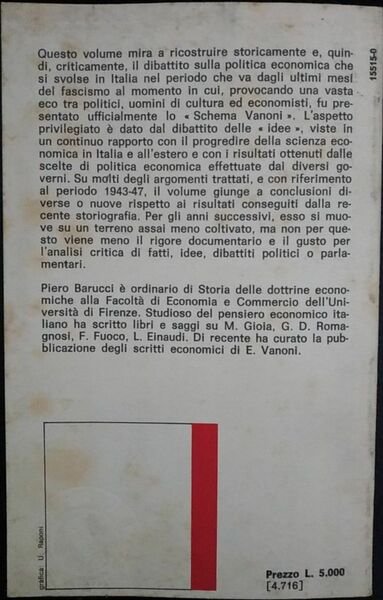 Questo volume mira a ricostruire storicamente e, quin-
di, criticamente, il dibattito sulla politica economica che
si svolse in Italia nel periodo che va dagli ultimi mesi
del fascismo al momento in cui, provocando una vasta
eco tra politici, uomini di cultura ed economisti, fu pre-
sentato ufficialmente lo « Schema Vanoni ». L'aspetto
privilegiato è dato dal dibattito delle « idee », viste in
un continuo rapporto con il progredire della scienza eco-
nomica in Italia e all'estero e con i risultati ottenuti dalle
scelte di politica economica effettuate dai diversi go-
verni. Su molti degli argomenti trattati, e con riferimento
al periodo 1943-47, il volume giunge a conclusioni di-
verse o nuove rispetto ai risultati conseguiti dalla re-
cente storiografia. Per gli anni successivi, esso si muo-
ve su un terreno assai meno coltivato, ma non per que-
sto viene meno il rigore documentario e il gusto per
l'analisi critica di fatti, idee, dibattiti politici o parla-
mentari.
Piero Barucci è ordinario di Storia delle dottrine econo-
miche alla Facoltà di Economia e Commercio dell'Uni-
versità di Firenze. Studioso del pensiero economico ita-
liano ha scritto libri e saggi su M. Gioia, G. D. Roma-
gnosi, F. Fuoco, L. Einaudi. Di recente ha curato la pub-
blicazione degli scritti economici di E. Vanoni.
15515-0
grafica: U. Raponi
Prezzo L. 5.000
[4.716]